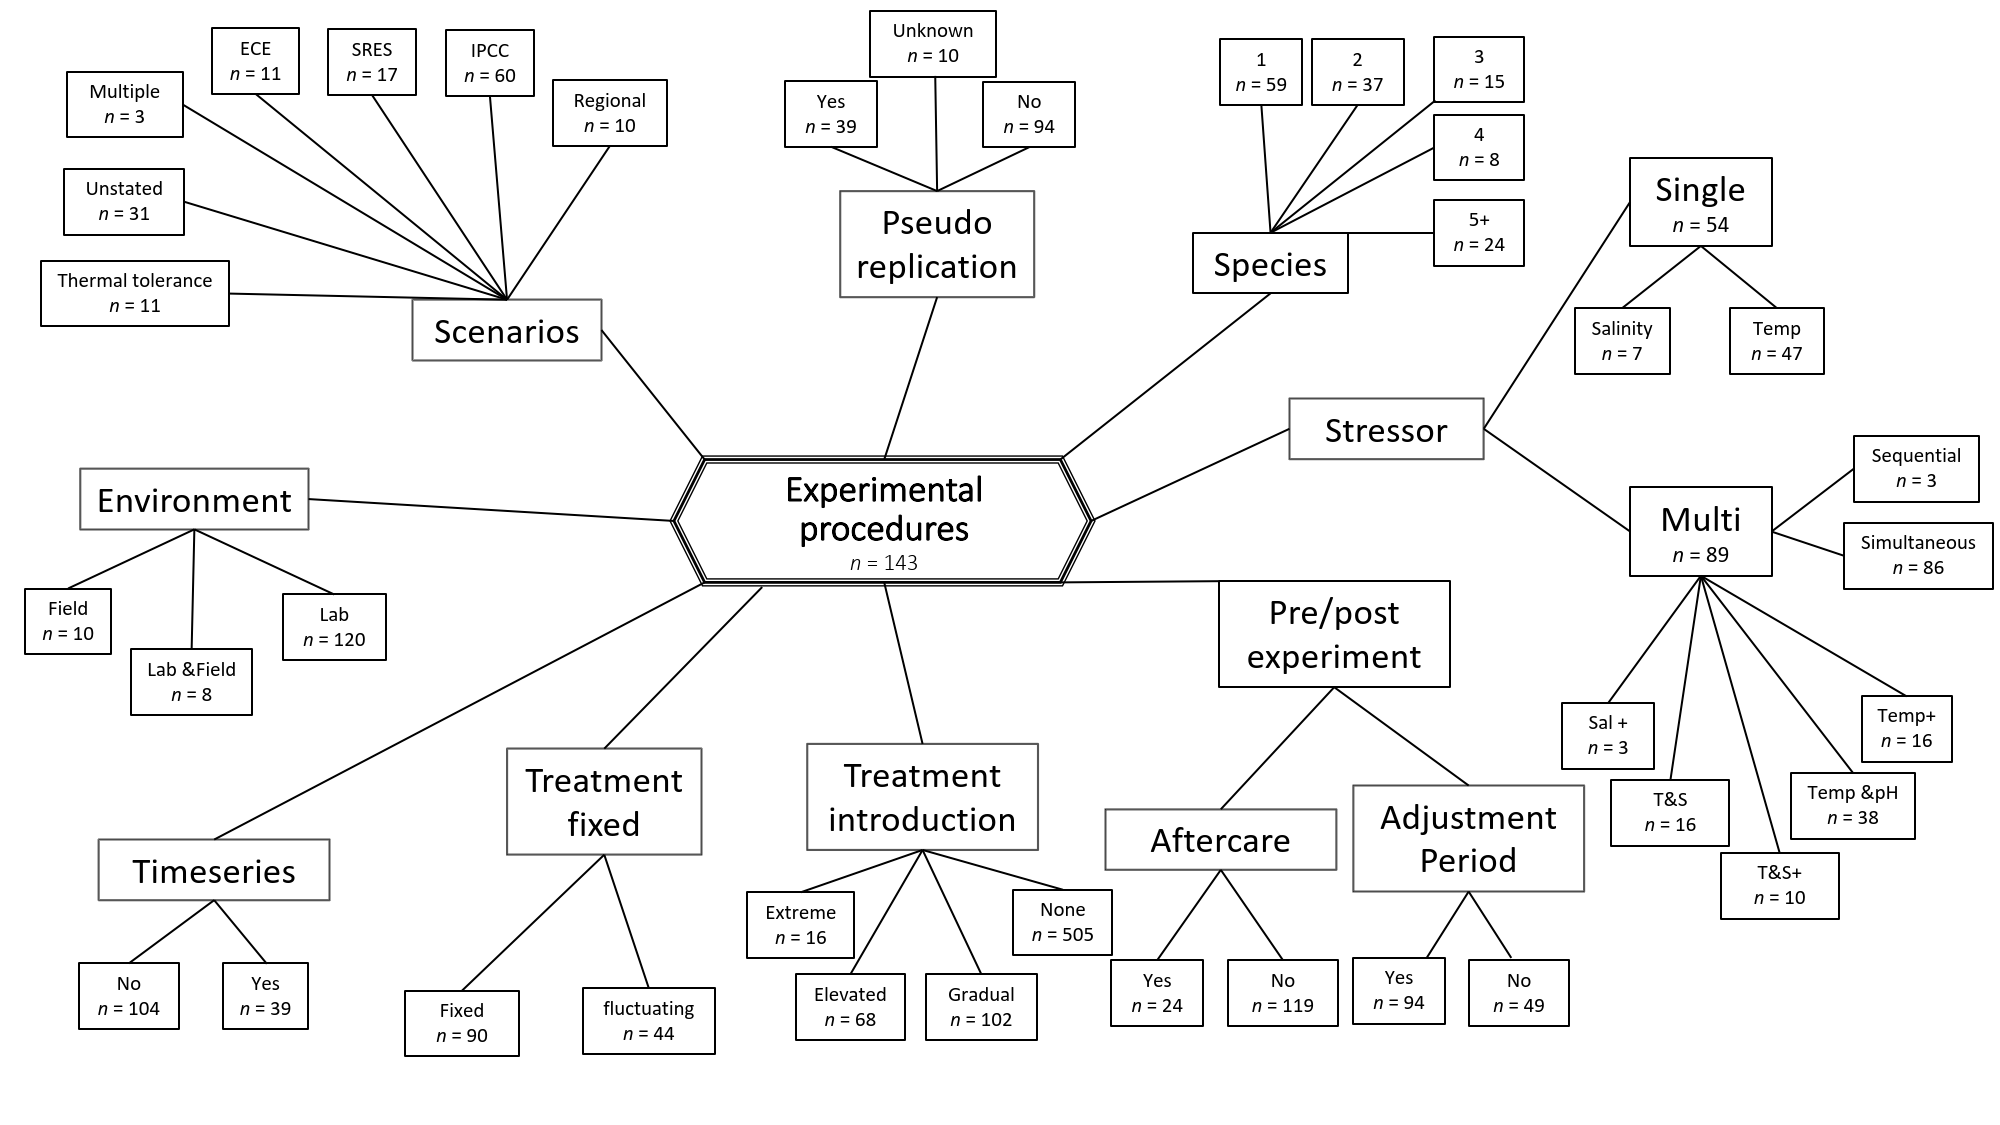 ECE
n = 11
SRES
n = 17
IPCC
n = 60
Multiple
n = 3
Regional
n = 10
Unstated
n = 31
Thermal tolerance
n = 11
Scenarios
Unknown
n = 10
Yes
n = 39
No
n = 94
Pseudo
replication
1
n = 59
2
n = 37
3
n = 15
4
n = 8
5+
n = 24
Species
Single
n = 54
Salinity
n = 7
Temp
n = 47
Stressor
Multi
n = 89
Sequential
n = 3
Simultaneous
n = 86
Sal +
n = 3
T&S
n = 16
T&S+
n = 10
Temp &pH
n = 38
Temp+
n = 16
Experimental
procedures
n = 143
Environment
Field
n = 10
Lab &Field
n = 8
Lab
n = 120
Pre/post
experiment
Timeseries
No
n = 104
Yes
n = 39
Treatment
fixed
Fixed
n = 90
fluctuating
n = 44
Treatment
introduction
Extreme
n = 16
Elevated
n = 68
Gradual
n = 102
None
n = 505
Aftercare
Yes
n = 24
No
n = 119
Adjustment
Period
Yes
n = 94
No
n = 49